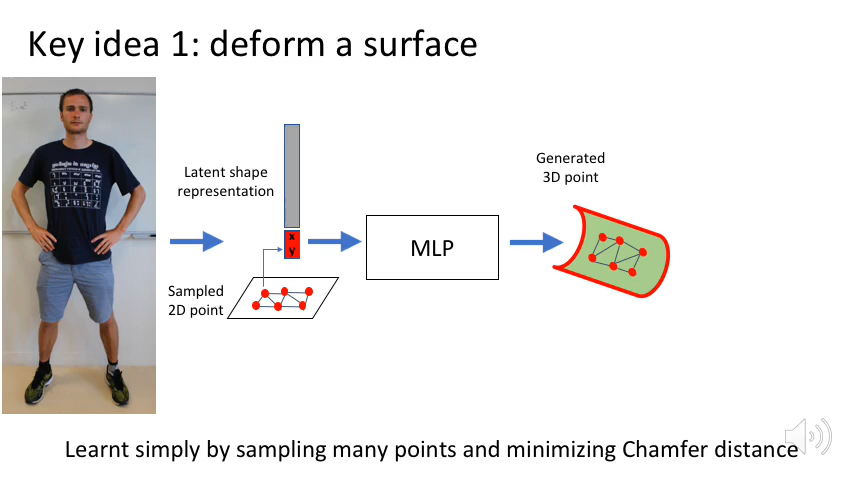 Key idea 1: deform a surface
Latent shape
representation
Generated
3D point
x
y
MLP
Sampled
2D point
Learnt simply by sampling many points and minimizing Chamfer distance